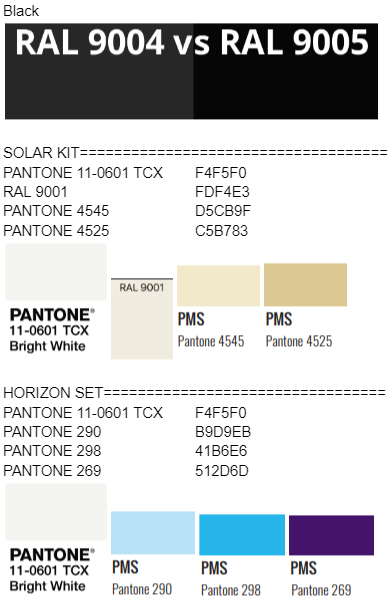 Black
RAL 9004 vs RAL 9005
SOLAR KIT====================================
PANTONE 11-0601 TCX F4F5F0
RAL 9001 FDF4E3
PANTONE 4545 D5CB9F
PANTONE 4525 C5B783
PANTONE®
11-0601 TCX
Bright White
RAL 9001
PMS
Pantone 4545
PMS
Pantone 4525
HORIZON SET=================================
PANTONE 11-0601 TCX F4F5F0
PANTONE 290 B9D9EB
PANTONE 298 41B6E6
PANTONE 269 512D6D
PANTONE®
11-0601 TCX
Bright White
PMS
Pantone 290
PMS
Pantone 298
PMS
Pantone 269